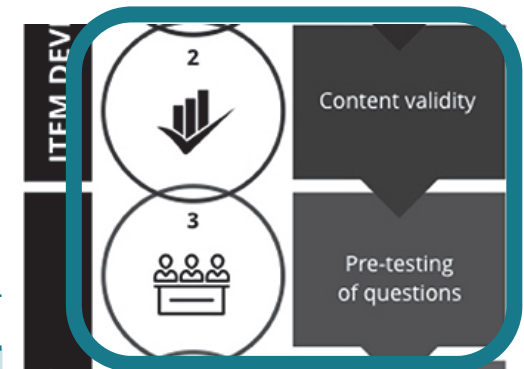 ITEM DEV
2
Content validity
3
Pre-testing
of questions